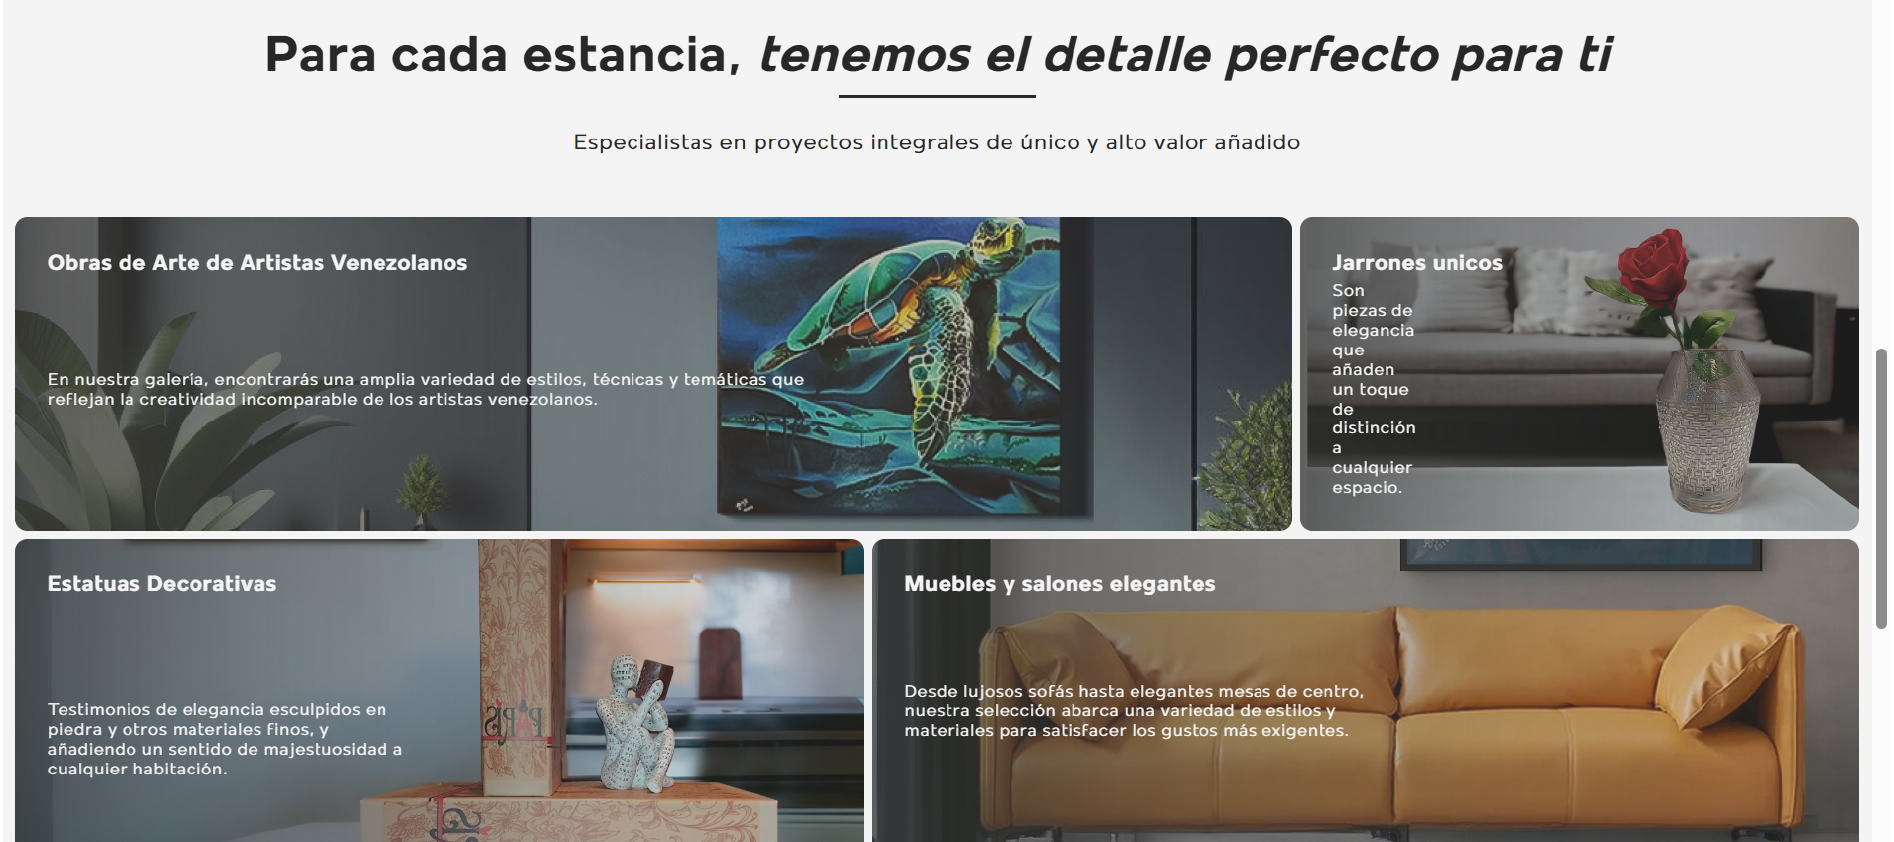 Para cada estancia, tenemos el detalle perfecto para ti
Especialistas en proyectos integrales de único y alto valor añadido
Obras de Arte de Artistas Venezolanos
En nuestra galería, encontrarás una amplia variedad de estilos, técnicas y temáticas que
reflejan la creatividad incomparable de los artistas venezolanos.
Jarrones unicos
Son
piezas de
elegancia
que
añaden
un toque
de
distinción
a
cualquier
espacio.
Estatuas Decorativas
Testimonios de elegancia esculpidos en
piedra y otros materiales finos, y
añadiendo un sentido de majestuosidad a
cualquier habitación.
PARIS
Muebles y salones elegantes
Desde lujosos sofás hasta elegantes mesas de centro,
nuestra selección abarca una variedad de estilos y
materiales para satisfacer los gustos más exigentes.